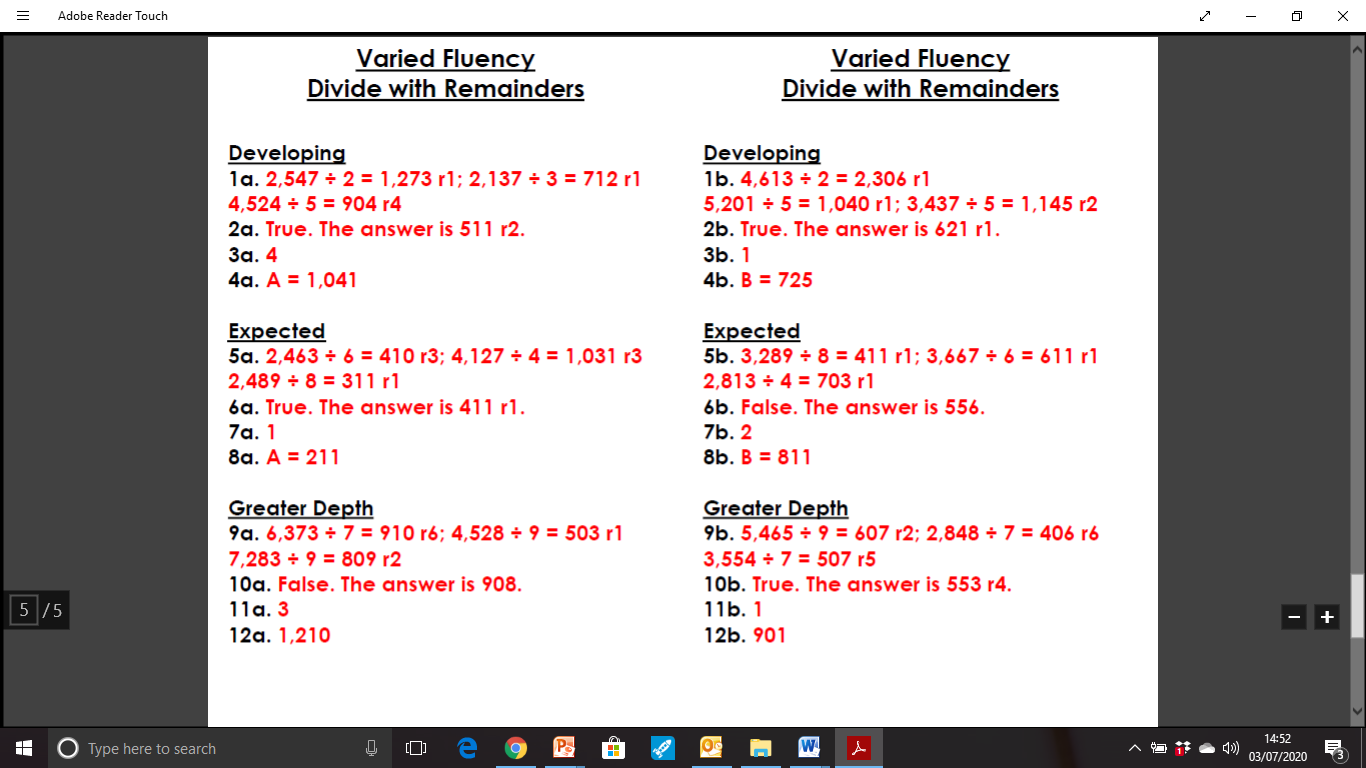 Adobe Reader Touch
Varied Fluency
Divide with Remainders
Developing
1a. 2,547 ÷ 2 = 1,273 r1; 2,137 ÷ 3 = 712 r1
4,524 ÷ 5 = 904 r4
2a. True. The answer is 511 r2.
3a. 4
4a. A = 1,041
Expected
5a. 2,463 ÷ 6 = 410 r3; 4,127 ÷ 4 = 1,031 r3
2,489 ÷ 8 = 311 r1
6a. True. The answer is 411 r1.
7a. 1
8a. A = 211
Greater Depth
9a. 6,373 ÷ 7 = 910 r6; 4,528 ÷ 9 = 503 r1
7,283 ÷ 9 = 809 r2
10a. False. The answer is 908.
11a. 3
12a. 1,210
Varied Fluency
Divide with Remainders
Developing
1b. 4,613 ÷ 2 = 2,306 r1
5,201 ÷ 5 = 1,040 r1; 3,437 ÷ 5 = 1,145 r2
2b. True. The answer is 621 r1.
3b. 1
4b. B = 725
Expected
5b. 3,289 ÷ 8 = 411 r1; 3,667 ÷ 6 = 611 r1
2,813 ÷ 4 = 703 r1
6b. False. The answer is 556.
7b. 2
8b. B = 811
Greater Depth
9b. 5,465 ÷ 9 = 607 r2; 2,848 ÷ 7 = 406 r6
3,554 ÷ 7 = 507 r5
10b. True. The answer is 553 r4.
11b. 1
12b. 901
5 / 5
Type here to search
14:52
03/07/2020
3